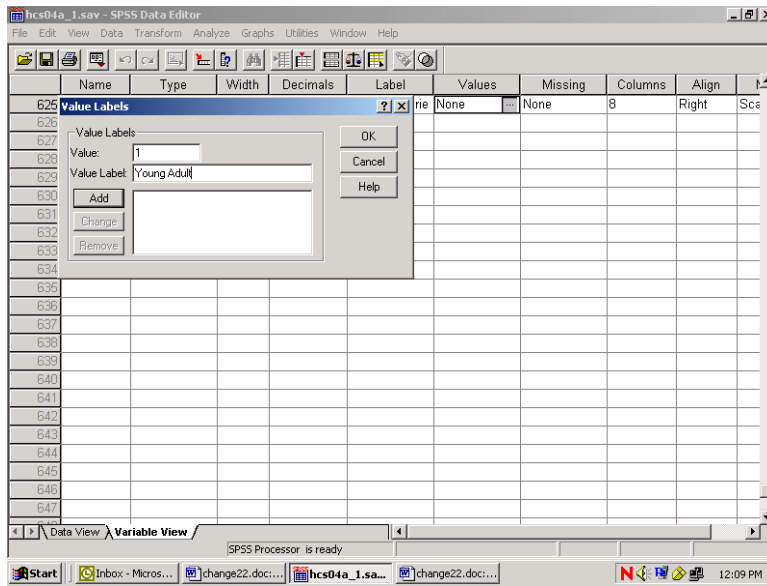 hcs04a_1.sav - SPSS Data Editor
File Edit View Data Transform Analyze Graphs Utilities Window Help
Name Type Width Decimals Label Values Missing Columns Align
625 rie None ... None 8 Right Sca
Value Labels
Value Labels
Value: 1
Value Label: Young Adult
Add
Change
Remove
OK
Cancel
Help
626
627
628
629
630
631
632
633
634
635
636
637
638
639
640
641
642
643
644
645
646
647
Data View Variable View
SPSS Processor is ready
Start Inbox - Micros... change22.doc:... hcs04a_1.sa... change22.doc:... 12:09 PM